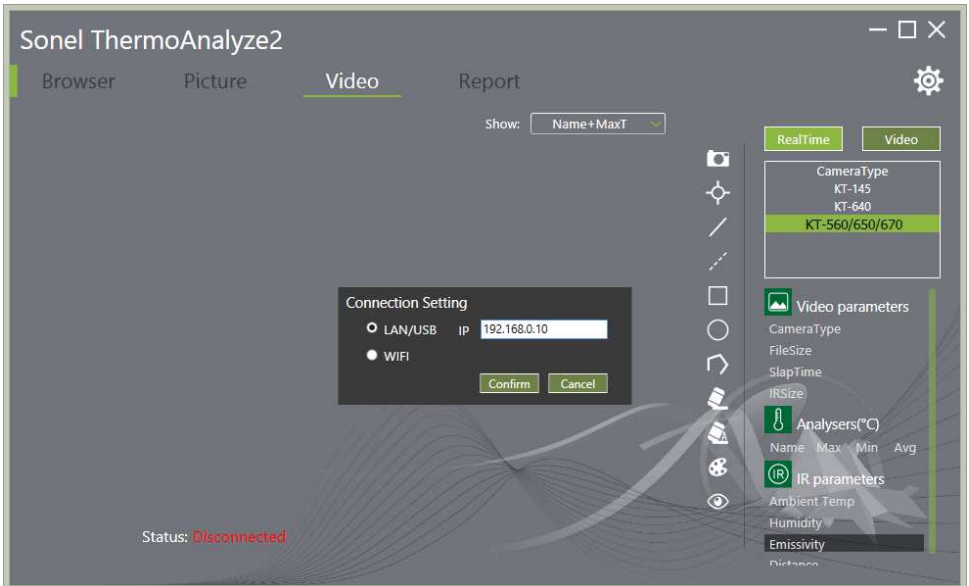 Sonel ThermoAnalyze2
Browser Picture Video Report
Show: Name+MaxT
RealTime Video
CameraType
KT-145
KT-640
KT-560/650/670
Connection Setting
LAN/USB IP 192.168.0.10
WIFI
Confirm Cancel
Video parameters
CameraType
FileSize
SlapTime
IRSize
Analysers(°C)
Name Max Min Avg
IR IR parameters
Ambient Temp
Humidity
Emissivity
Distance
Status: Disconnected